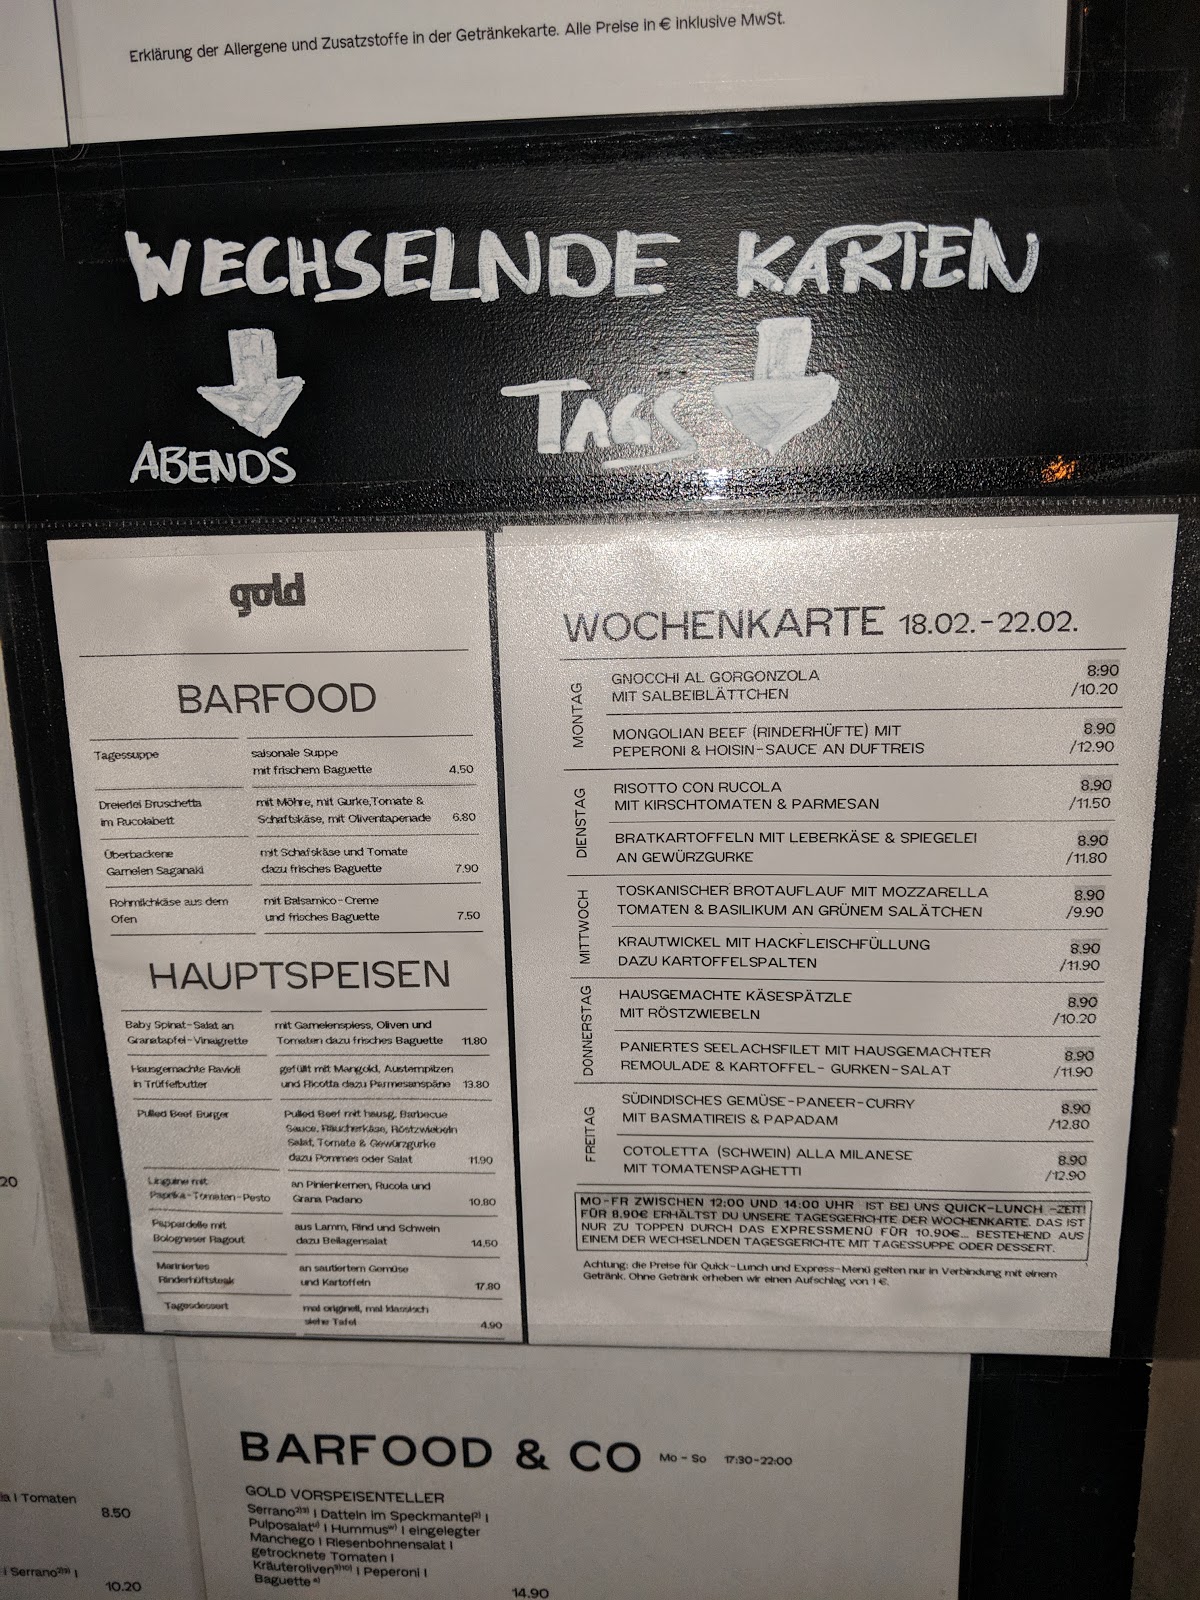 Erklärung der Allergene und Zusatzstoffe in der Getränkekarte. Alle Preise in € inklusive MwSt.
WECHSELNDE KARTEN
ABENDS
TAGS
gold
BARFOOD
Tagessuppe
saisonale Suppe
mit frischem Baguette 4.50
Dreierlei Bruschetta
im Rucolabett
mit Möhre, mit Gurke,Tomate &
Schaftskäse, mit Oliventapenade 6.80
Überbackene
Garnelen Saganaki
mit Schafskäse und Tomate
dazu frisches Baguette 7.90
Rohmilchkäse aus dem
Ofen
mit Balsamico-Creme
und frisches Baguette 7.50
HAUPTSPEISEN
Baby Spinat-Salat an
Granatapfel-Vinaigrette
mit Garnelenspiess, Oliven und
Tomaten dazu frisches Baguette 11.80
Hausgemachte Ravioli
in Trüffelbutter
gefüllt mit Mangold, Austernpilzen
und Ricotta dazu Parmesanspäne 13.80
Pulled Beef Burger
Pulled Beef mit hausg. Barbecue
Sauce, Räucherkäse, Röstzwiebeln
Salat, Tomate & Gewürzgurke
dazu Pommes oder Salat 11.90
Linguine mit
Paprika-Tomaten-Pesto
an Pinienkernen, Rucola und
Grana Padano 10.80
Pappardelle mit
Bologneser Ragout
aus Lamm, Rind und Schwein
dazu Beilagensalat 14,50
Mariniertes
Rinderhüftsteak
an sautiertem Gemüse
und Kartoffeln 17.80
Tagesdessert
mal originell, mal klassisch
siehe Tafel 4.90
WOCHENKARTE 18.02.-22.02.
MONTAG
GNOCCHI AL GORGONZOLA 8.90
MIT SALBEIBLÄTTCHEN /10.20
MONGOLIAN BEEF (RINDERHÜFTE) MIT 8.90
PEPERONI & HOISIN-SAUCE AN DUFTREIS /12.90
DIENSTAG
RISOTTO CON RUCOLA 8.90
MIT KIRSCHTOMATEN & PARMESAN /11.50
BRATKARTOFFELN MIT LEBERKÄSE & SPIEGELEI 8.90
AN GEWÜRZGURKE /11.80
MITTWOCH
TOSKANISCHER BROTAUFLAUF MIT MOZZARELLA 8.90
TOMATEN & BASILIKUM AN GRÜNEM SALÄTCHEN /9.90
KRAUTWICKEL MIT HACKFLEISCHFÜLLUNG 8.90
DAZU KARTOFFELSPALTEN /11.90
DONNERSTAG
HAUSGEMACHTE KÄSESPÄTZLE 8.90
MIT RÖSTZWIEBELN /10.20
PANIERTES SEELACHSFILET MIT HAUSGEMACHTER 8.90
REMOULADE & KARTOFFEL- GURKEN-SALAT /11.90
FREITAG
SÜDINDISCHES GEMÜSE-PANEER-CURRY 8.90
MIT BASMATIREIS & PAPADAM /12.80
COTOLETTA (SCHWEIN) ALLA MILANESE 8.90
MIT TOMATENSPAGHETTI /12.90
MO-FR ZWISCHEN 12:00 UND 14:00 UHR IST BEI UNS QUICK-LUNCH -ZEIT!
FÜR 8.90€ ERHÄLTST DU UNSERE TAGESGERICHTE DER WOCHENKARTE. DAS IST
NUR ZU TOPPEN DURCH DAS EXPRESSMENÜ FÜR 10.90€... BESTEHEND AUS
EINEM DER WECHSELNDEN TAGESGERICHTE MIT TAGESSUPPE ODER DESSERT.
Achtung: die Preise für Quick-Lunch und Express-Menü gelten nur in Verbindung mit einem
Getränk. Ohne Getränk erheben wir einen Aufschlag von 1 €.
BARFOOD & CO Mo - So 17:30-22:00
GOLD VORSPEISENTELLER
Serrano | Datteln im Speckmantel |
Pulposalat | Hummus | eingelegter
Manchego | Riesenbohnensalat |
getrocknete Tomaten |
Kräuteroliven | Peperoni |
Baguette
14.90
20
| Tomaten
8.50
| Serrano |
10.20